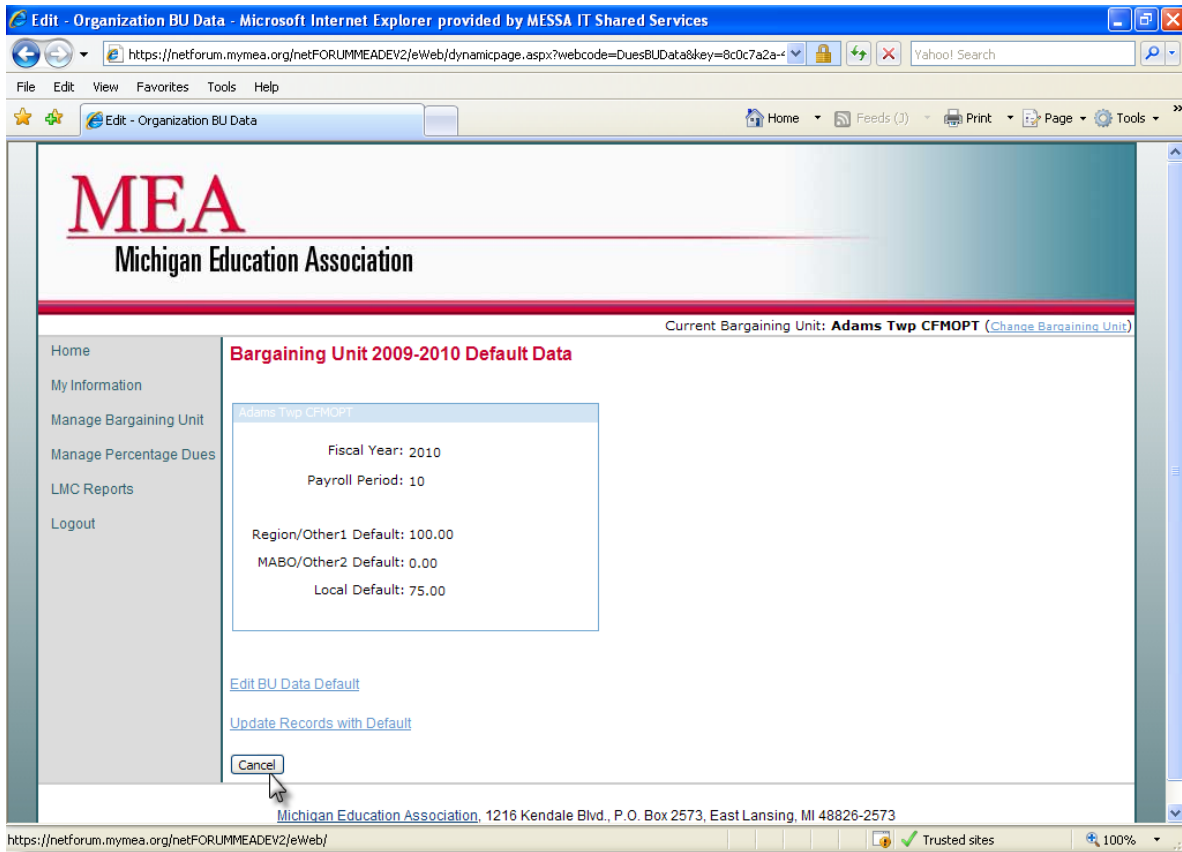 Edit - Organization BU Data - Microsoft Internet Explorer provided by MESSA IT Shared Services
https://netforum.mymea.org/netFORUMMEADEV2/eWeb/dynamicpage.aspx?webcode=DuesBUData&key=8c0c7a2a-
Yahoo! Search
File Edit View Favorites Tools Help
Edit - Organization BU Data
Home Feeds (J) Print Page Tools »
MEA
Michigan Education Association
Current Bargaining Unit: Adams Twp CFMOPT (Change Bargaining Unit)
Home
My Information
Manage Bargaining Unit
Manage Percentage Dues
LMC Reports
Logout
Bargaining Unit 2009-2010 Default Data
Adams Twp CFMOPT
Fiscal Year: 2010
Payroll Period: 10
Region/Other1 Default: 100.00
MABO/Other2 Default: 0.00
Local Default: 75.00
Edit BU Data Default
Update Records with Default
Cancel
Michigan Education Association, 1216 Kendale Blvd., P.O. Box 2573, East Lansing, MI 48826-2573
https://netforum.mymea.org/netFORUMMEADEV2/eWeb/
Trusted sites
100%